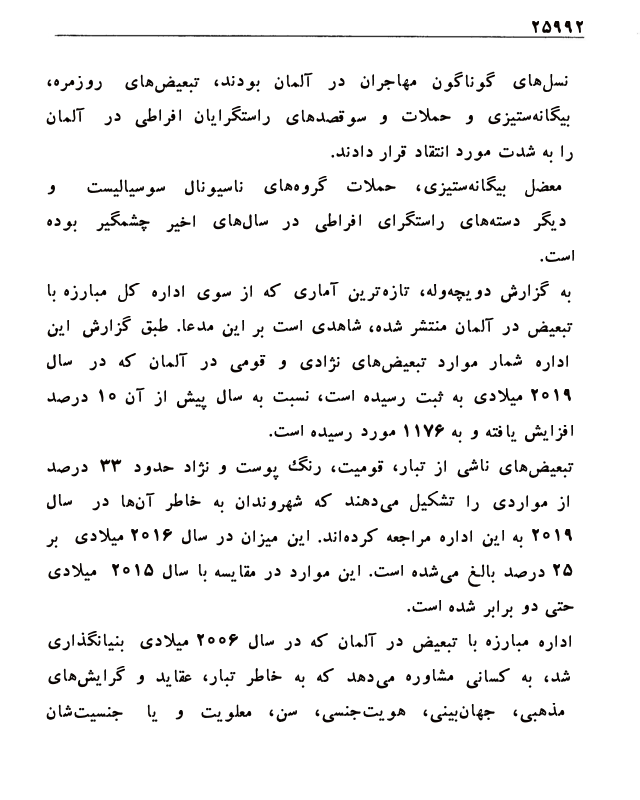 ۲۵۹۹۲
نسل‌های گوناگون مهاجران در آلمان بودند، تبعیض‌های روزمره،
بیگانه‌ستیزی و حملات و سوقصدهای راستگرایان افراطی در آلمان
را به شدت مورد انتقاد قرار دادند.
معضل بیگانه‌ستیزی، حملات گروه‌های ناسیونال سوسیالیست و
دیگر دسته‌های راستگرای افراطی در سال‌های اخیر چشمگیر بوده
است.
به گزارش دویچه‌وله، تازه‌ترین آماری که از سوی اداره کل مبارزه با
تبعیض در آلمان منتشر شده، شاهدی است بر این مدعا. طبق گزارش این
اداره شمار موارد تبعیض‌های نژادی و قومی در آلمان که در سال
۲۰۱۹ میلادی به ثبت رسیده است، نسبت به سال پیش از آن ۱۰ درصد
افزایش یافته و به ۱۱۷۶ مورد رسیده است.
تبعیض‌های ناشی از تبار، قومیت، رنگ پوست و نژاد حدود ۳۳ درصد
از مواردی را تشکیل می‌دهند که شهروندان به خاطر آن‌ها در سال
۲۰۱۹ به این اداره مراجعه کرده‌اند. این میزان در سال ۲۰۱۶ میلادی بر
۲۵ درصد بالغ می‌شده است. این موارد در مقایسه با سال ۲۰۱۵ میلادی
حتی دو برابر شده است.
اداره مبارزه با تبعیض در آلمان که در سال ۲۰۰۶ میلادی بنیانگذاری
شد، به کسانی مشاوره می‌دهد که به خاطر تبار، عقاید و گرایش‌های
مذهبی، جهان‌بینی، هویت‌جنسی، سن، معلویت و یا جنسیت‌شان